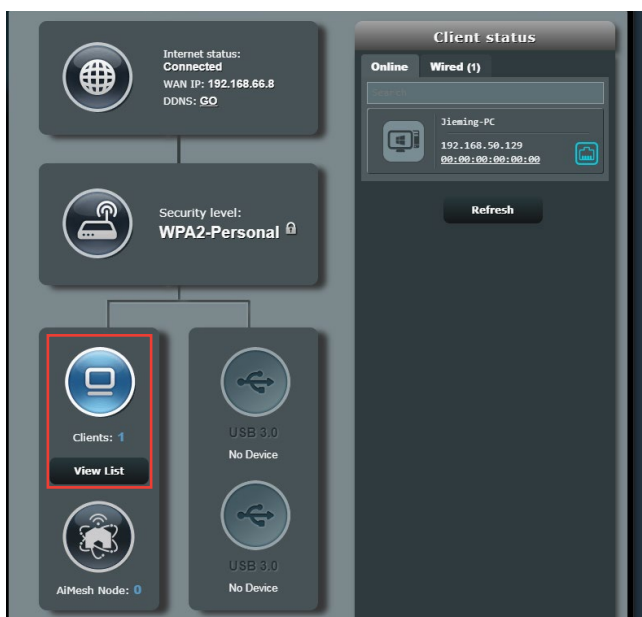 Internet status:
Connected
WAN IP: 192.168.66.8
DDNS: GO
Security level:
WPA2-Personal
Clients: 1
View List
AiMesh Node: 0
USB 3.0
No Device
USB 3.0
No Device
Client status
Online Wired (1)
Search
Jieming-PC
192.168.50.129
00:00:00:00:00:00
Refresh